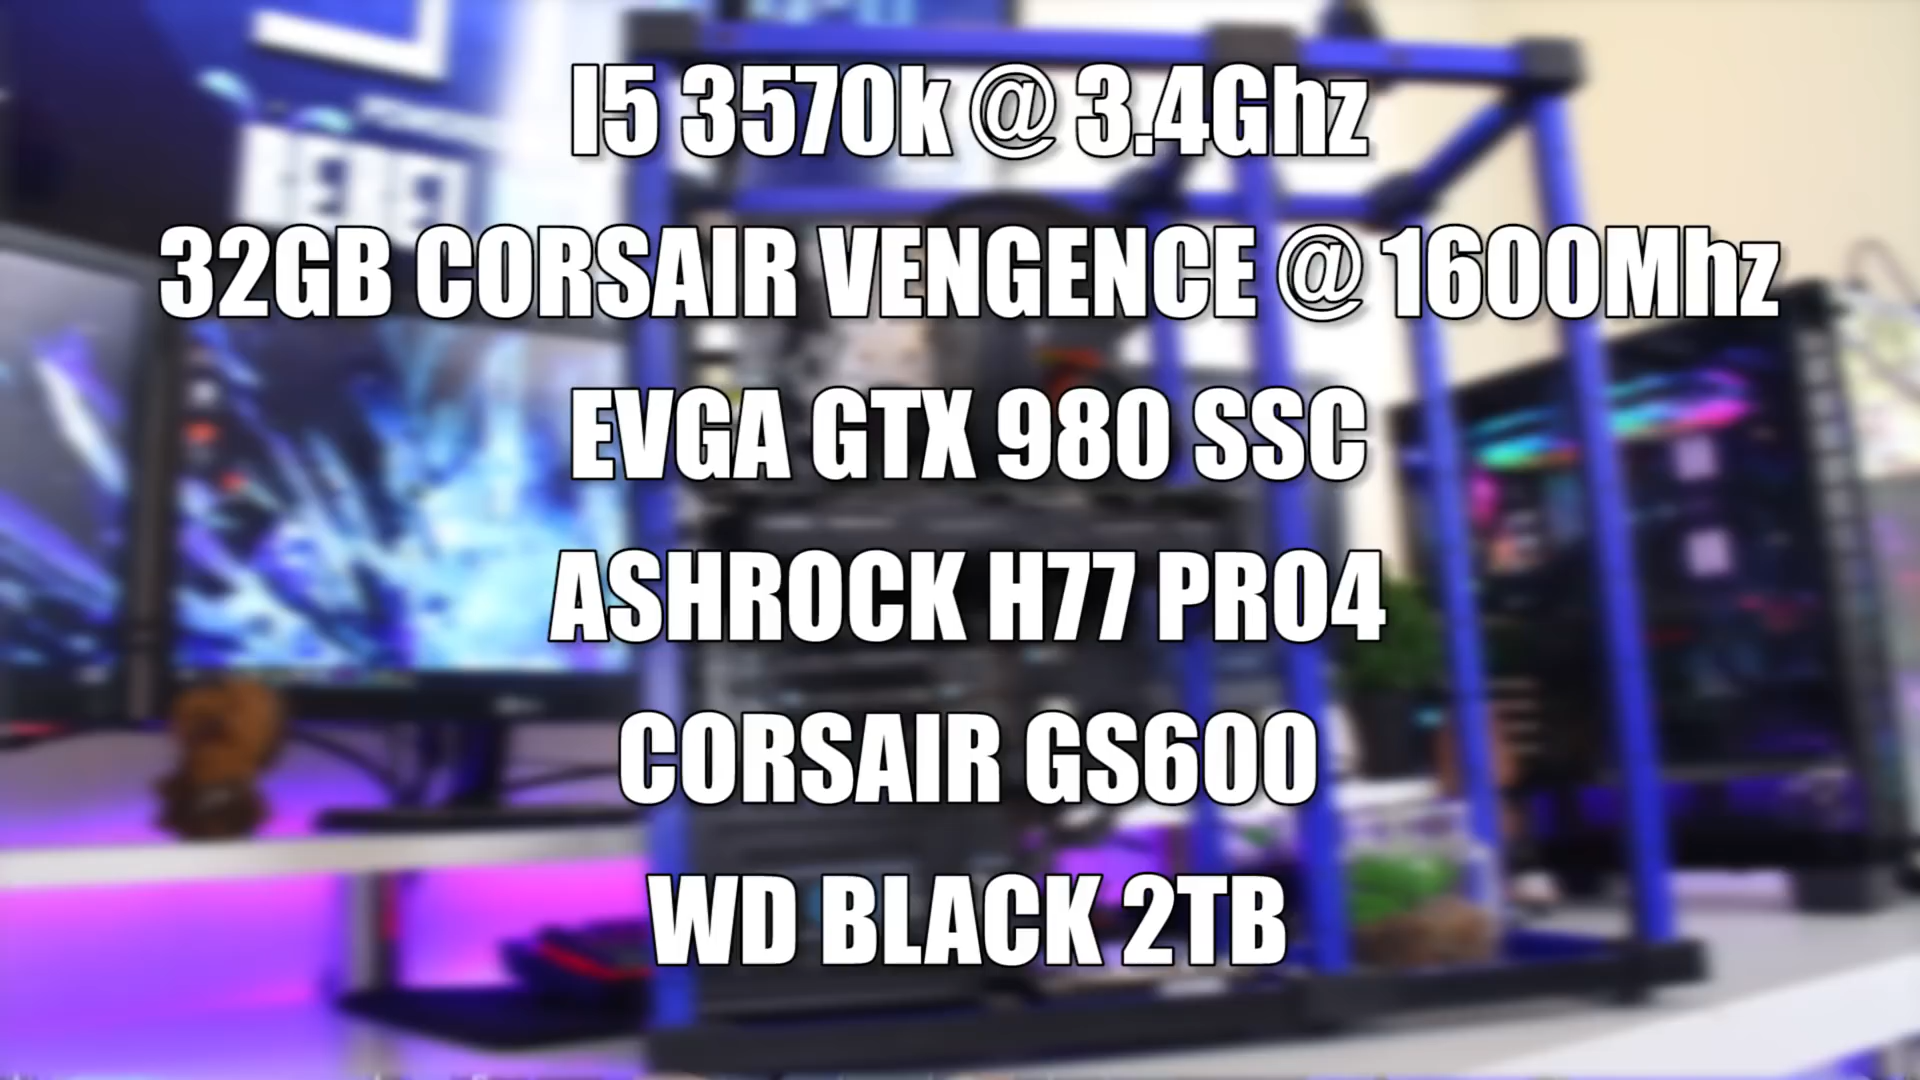 I5 3570k @ 3.4Ghz
32GB CORSAIR VENGENCE @ 1600Mhz
EVGA GTX 980 SSC
ASHROCK H77 PRO4
CORSAIR GS600
WD BLACK 2TB